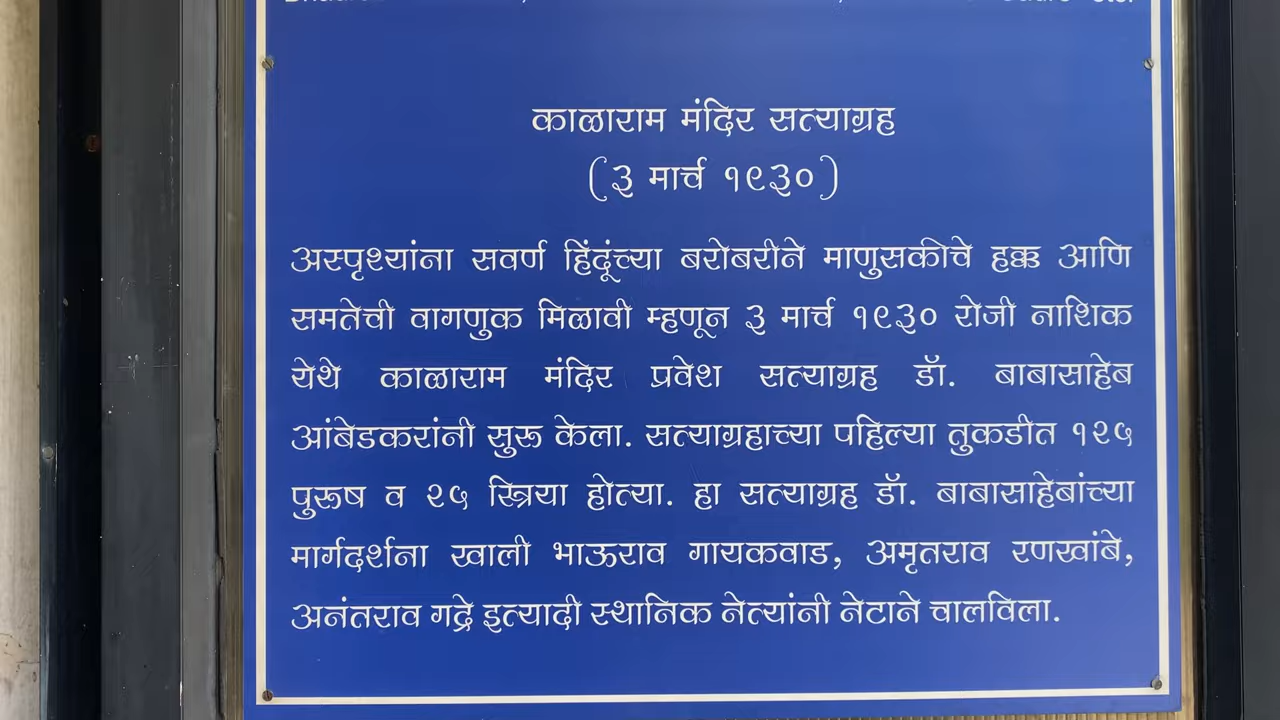 काळाराम मंदिर सत्याग्रह
(३ मार्च १९३०)
अस्पृश्यांना सवर्ण हिंदूंच्या बरोबरीने माणुसकीचे हक्क आणि
समतेची वागणुक मिळावी म्हणून ३ मार्च १९३० रोजी नाशिक
येथे काळाराम मंदिर प्रवेश सत्याग्रह डॉ. बाबासाहेब
आंबेडकरांनी सुरू केला. सत्याग्रहाच्या पहिल्या तुकडीत १२५
पुरूष व २५ स्त्रिया होत्या. हा सत्याग्रह डॉ. बाबासाहेबांच्या
मार्गदर्शना खाली भाऊराव गायकवाड, अमृतराव रणखांबे,
अनंतराव गद्रे इत्यादी स्थानिक नेत्यांनी नेटाने चालविला.